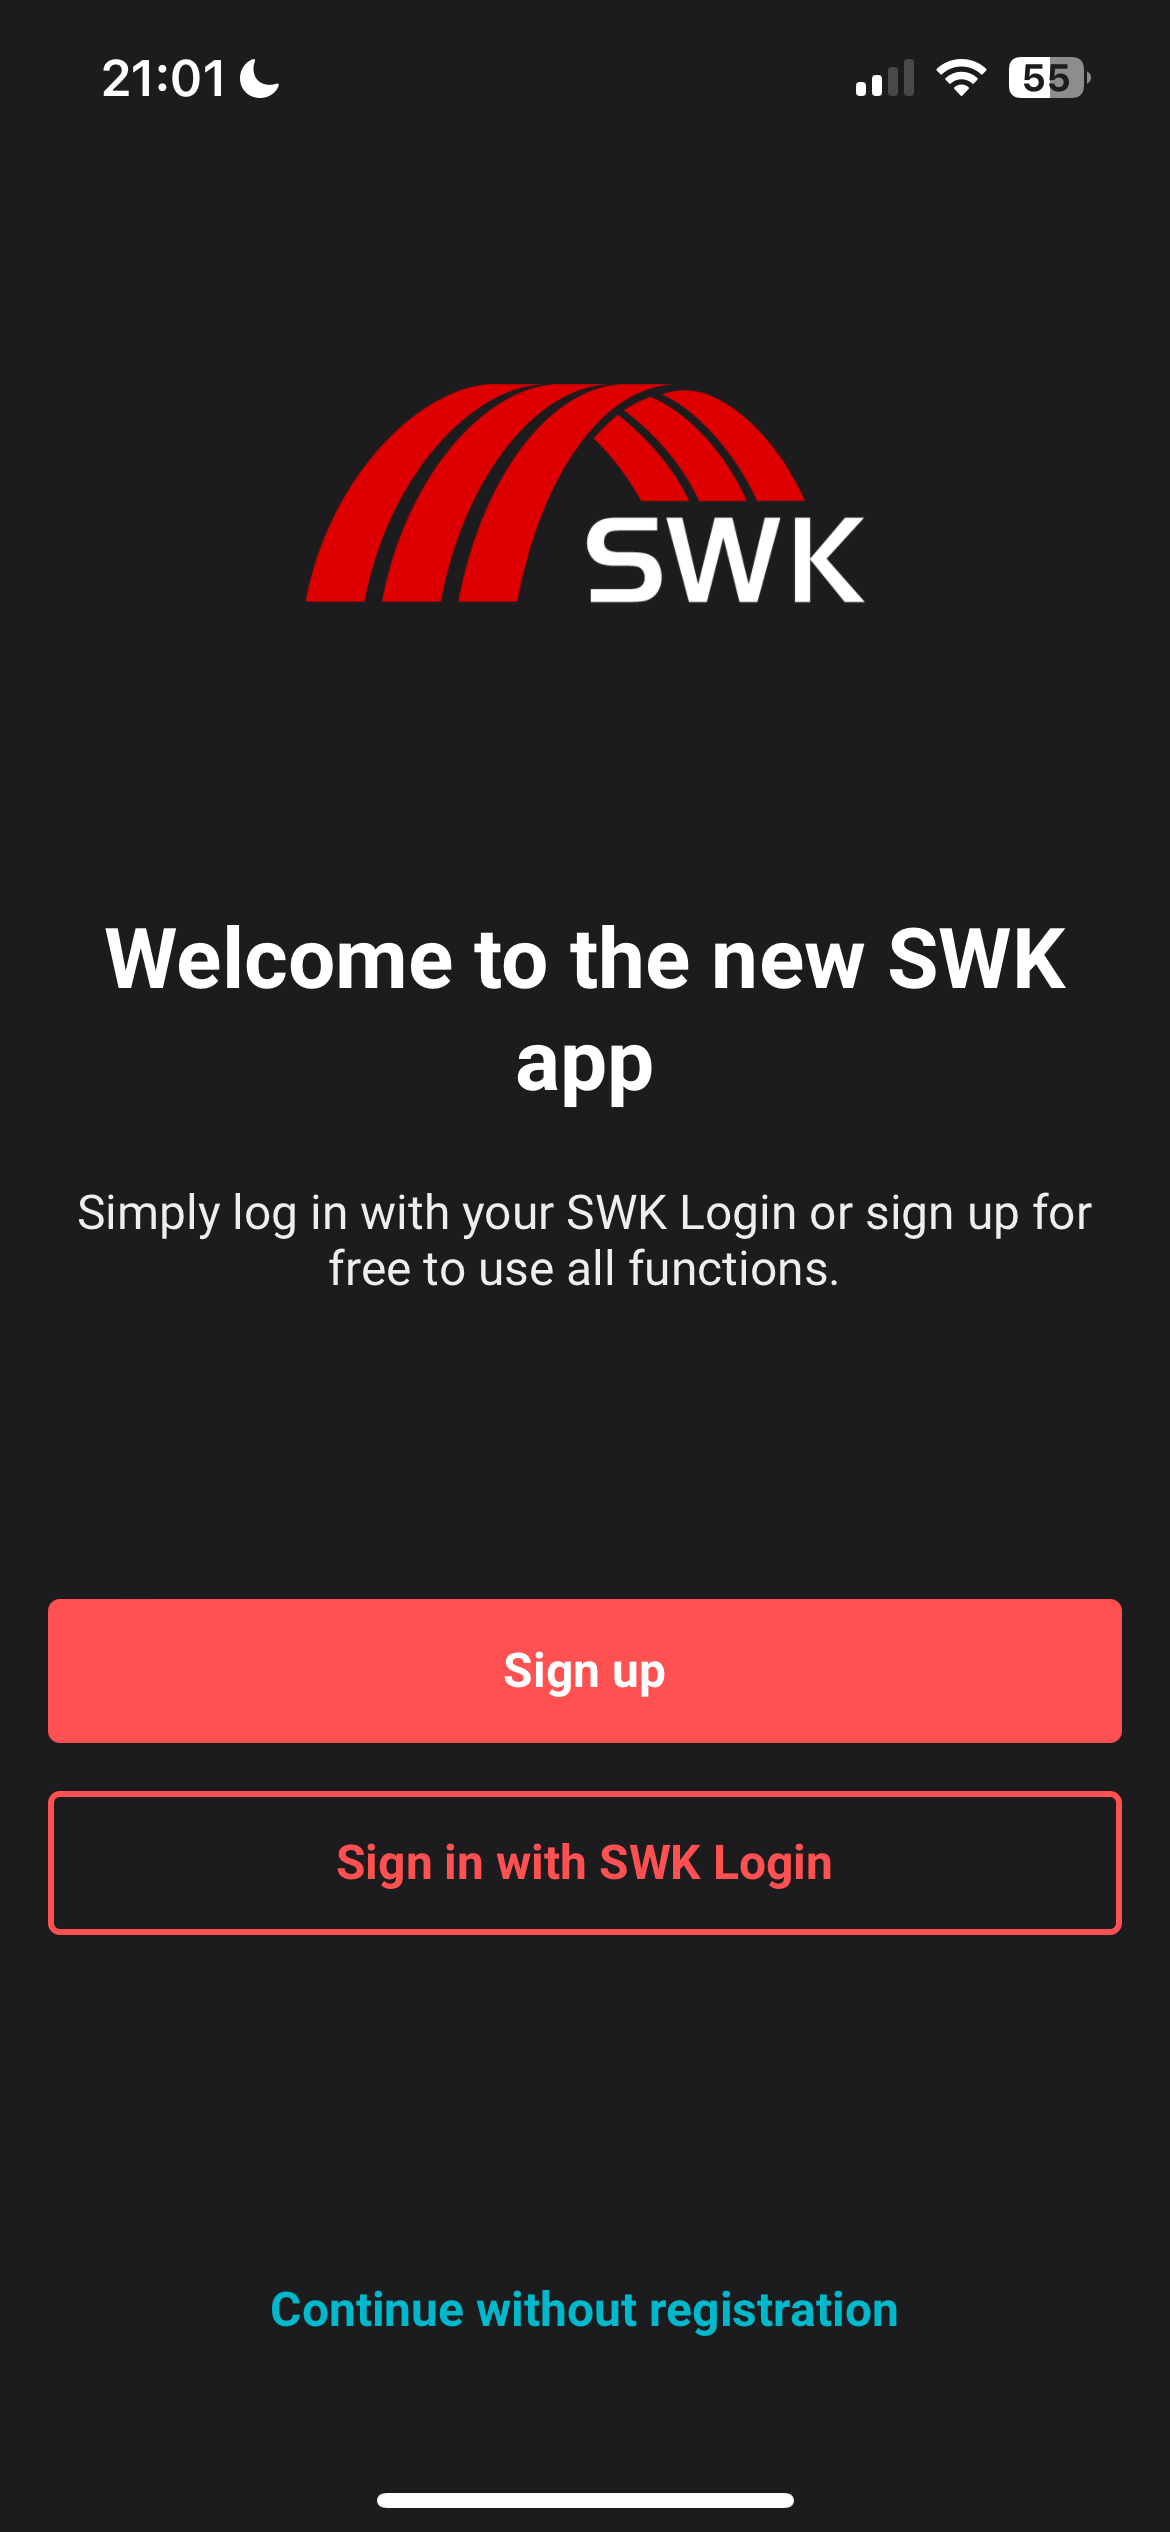 21:01
55
SWK
Welcome to the new SWK
app
Simply log in with your SWK Login or sign up for
free to use all functions.
Sign up
Sign in with SWK Login
Continue without registration